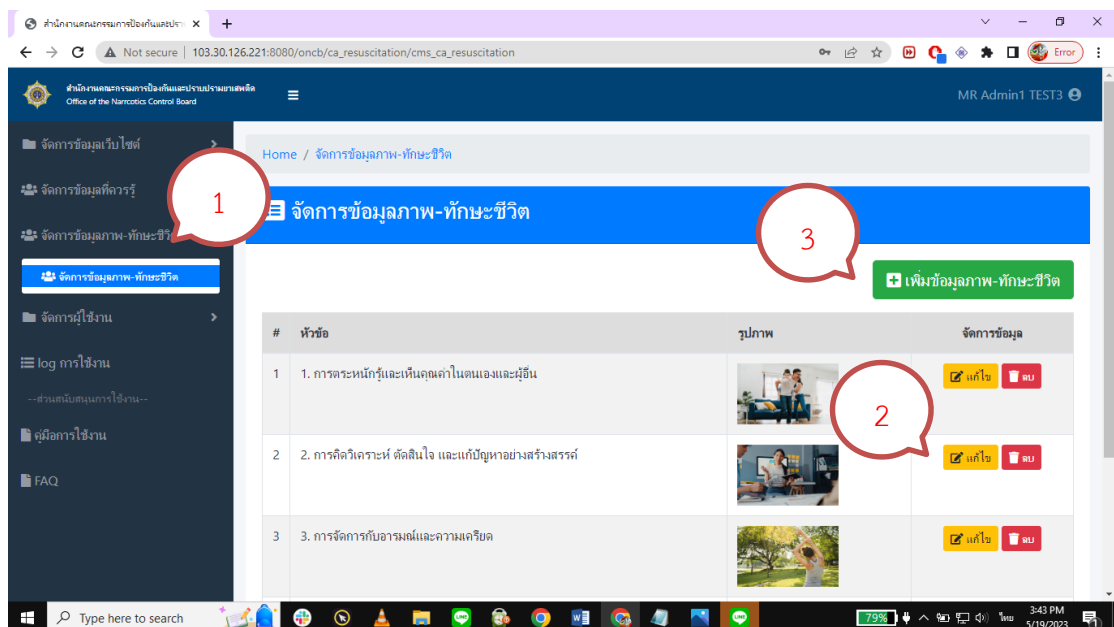 สำนักงานคณะกรรมการป้องกันและปรา
Not secure | 103.30.126.221:8080/oncb/ca_resuscitation/cms_ca_resuscitation
Error
สำนักงานคณะกรรมการป้องกันและปราบปรามยาเสพติด
Office of the Narrcotics Control Board
MR Admin1 TEST3
จัดการข้อมูลเว็บไซต์
จัดการข้อมูลที่ควรรู้
จัดการข้อมูลภาพ-ทักษะชีวิต
จัดการข้อมูลภาพ-ทักษะชีวิต
จัดการผู้ใช้งาน
log การใช้งาน
--ส่วนสนับสนุนการใช้งาน--
คู่มือการใช้งาน
FAQ
1
Home / จัดการข้อมูลภาพ-ทักษะชีวิต
จัดการข้อมูลภาพ-ทักษะชีวิต
3
เพิ่มข้อมูลภาพ-ทักษะชีวิต
# หัวข้อ รูปภาพ จัดการข้อมูล
1 1. การตระหนักรู้และเห็นคุณค่าในตนเองและผู้อื่น แก้ไข ลบ
2
2 2. การคิดวิเคราะห์ ตัดสินใจ และแก้ปัญหาอย่างสร้างสรรค์ แก้ไข ลบ
3 3. การจัดการกับอารมณ์และความเครียด แก้ไข ลบ
Type here to search
79%
ไทย
3:43 PM
5/19/2023